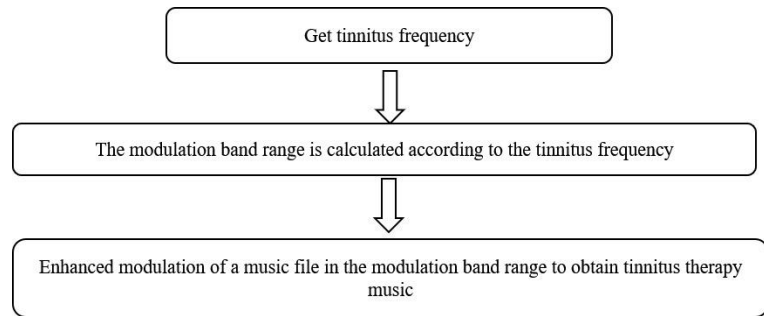 Get tinnitus frequency
The modulation band range is calculated according to the tinnitus frequency
Enhanced modulation of a music file in the modulation band range to obtain tinnitus therapy
music